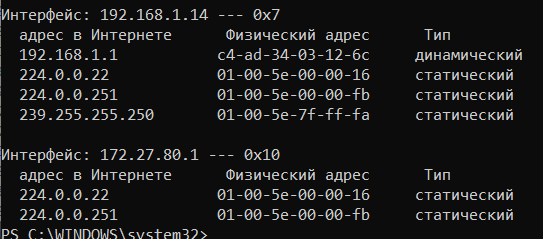 Интерфейс: 192.168.1.14 --- 0x7
адрес в Интернете Физический адрес Тип
192.168.1.1 c4-ad-34-03-12-6c динамический
224.0.0.22 01-00-5e-00-00-16 статический
224.0.0.251 01-00-5e-00-00-fb статический
239.255.255.250 01-00-5e-7f-ff-fa статический
Интерфейс: 172.27.80.1 --- 0x10
адрес в Интернете Физический адрес Тип
224.0.0.22 01-00-5e-00-00-16 статический
224.0.0.251 01-00-5e-00-00-fb статический
PS C:\WINDOWS\system32>